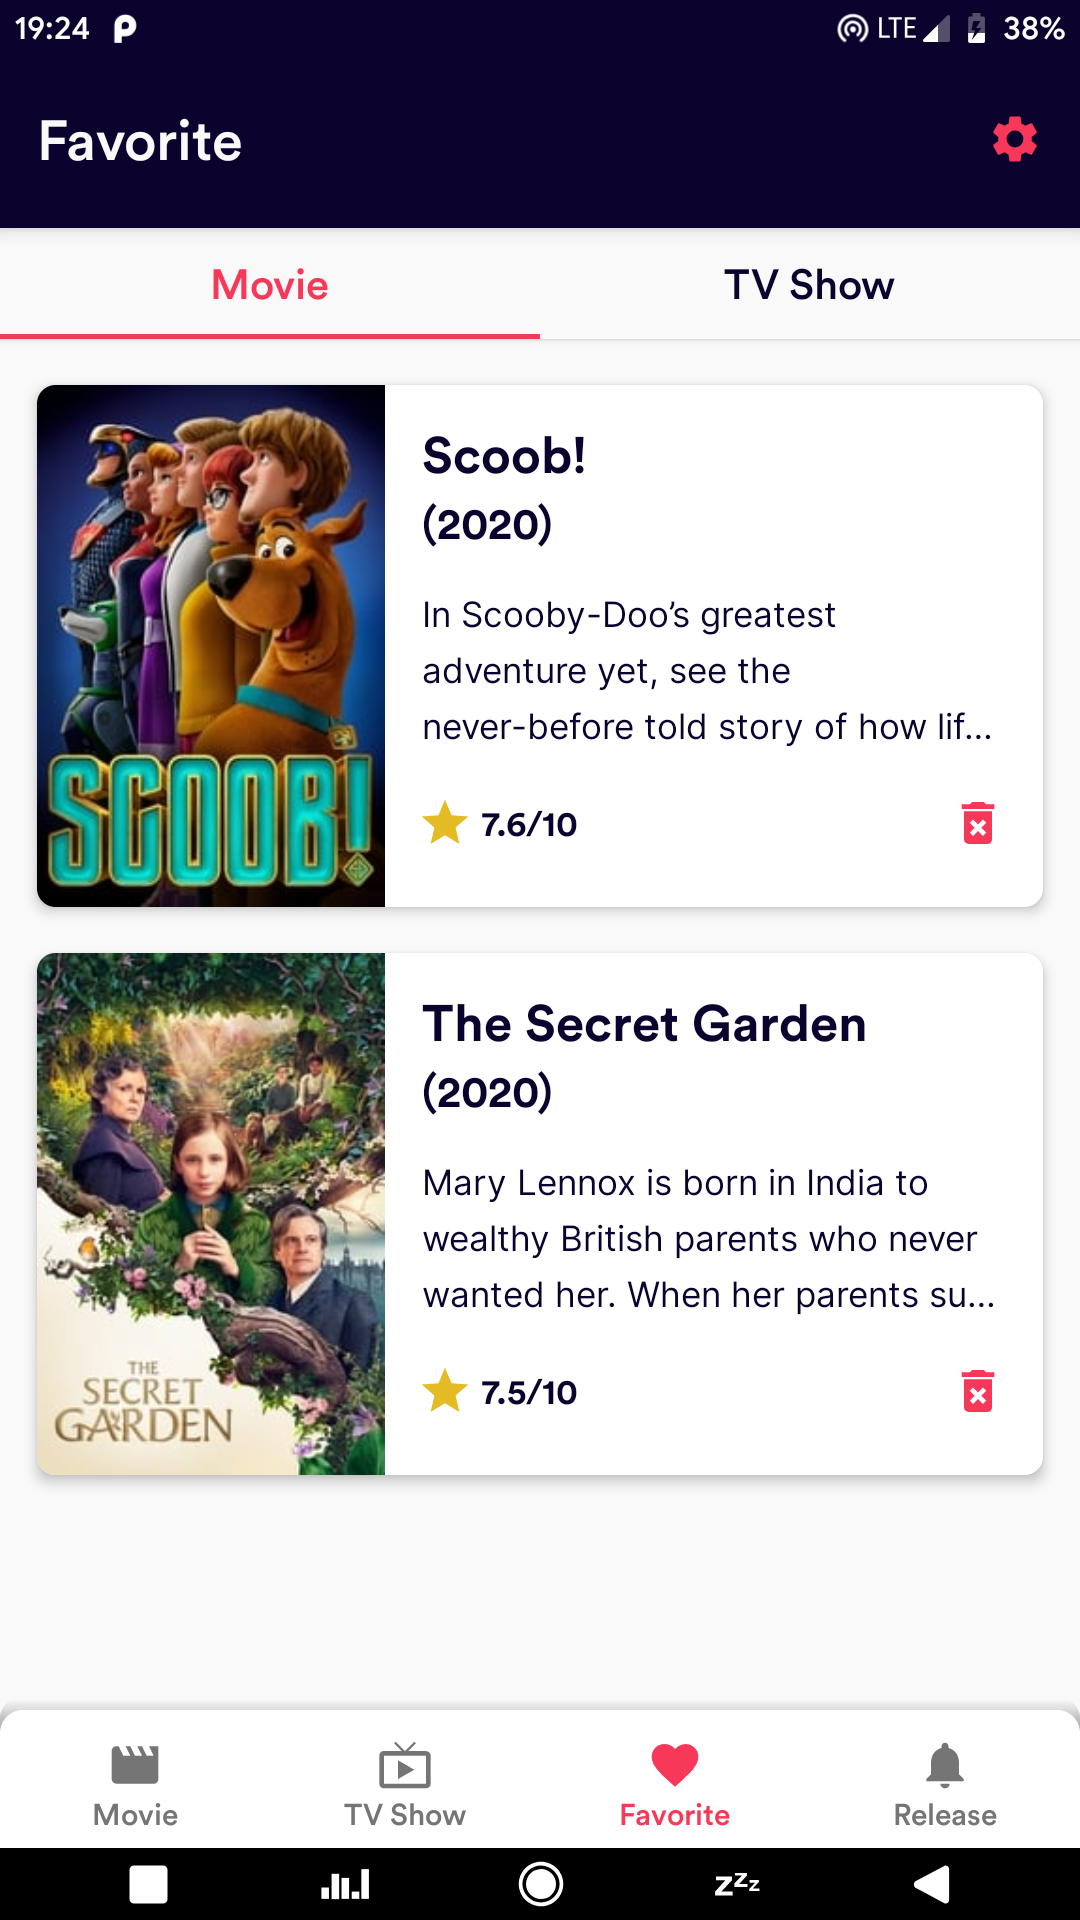 19:24
LTE 38%
Favorite
Movie
TV Show
Scoob!
(2020)
In Scooby-Doo’s greatest
adventure yet, see the
never-before told story of how lif...
7.6/10
SCOOB!
The Secret Garden
(2020)
Mary Lennox is born in India to
wealthy British parents who never
wanted her. When her parents su...
7.5/10
THE
SECRET
GARDEN
Movie
TV Show
Favorite
Release
zzz